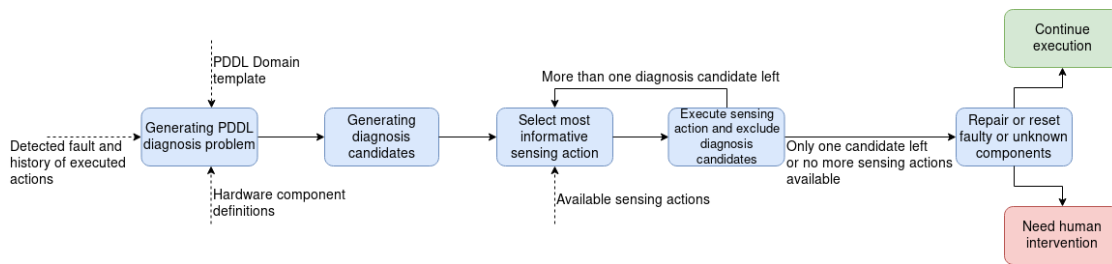 Detected fault and
history of executed
actions
PDDL Domain
template
Generating PDDL
diagnosis problem
Hardware component
definitions
Generating
diagnosis
candidates
More than one diagnosis candidate left
Select most
informative
sensing action
Available sensing actions
Execute sensing
action and exclude
diagnosis
candidates
Only one candidate left
or no more sensing actions
available
Repair or reset
faulty or unknown
components
Continue
execution
Need human
intervention